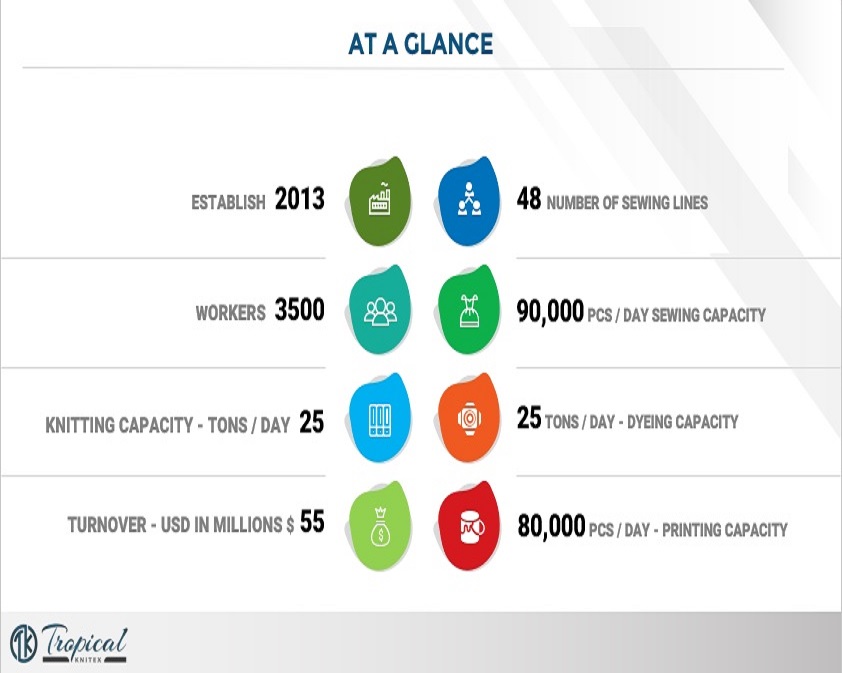 AT A GLANCE
ESTABLISH 2013
48 NUMBER OF SEWING LINES
WORKERS 3500
90,000 PCS / DAY SEWING CAPACITY
KNITTING CAPACITY - TONS / DAY 25
25 TONS / DAY - DYEING CAPACITY
TURNOVER - USD IN MILLIONS $ 55
$
80,000 PCS / DAY - PRINTING CAPACITY
TK Tropical
KNITEX